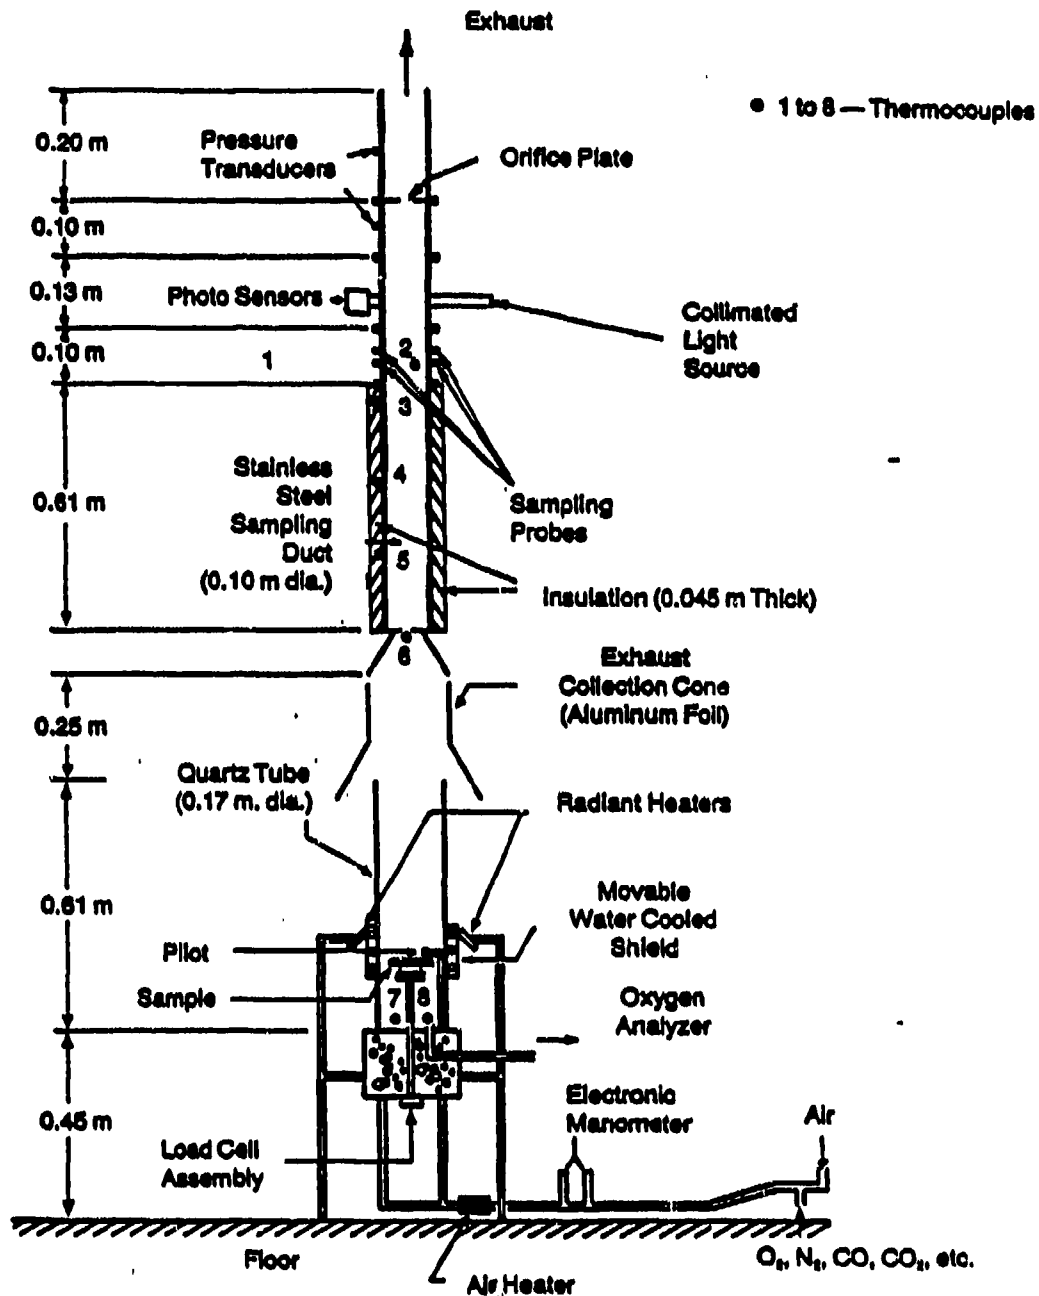 Exhaust
● 1 to 8 — Thermocouples
0.20 m
Pressure
Transducers
Orifice Plate
0.10 m
0.13 m
Photo Sensors
Collimated
Light
Source
0.10 m
1
2
3
4
Stainless
Steel
Sampling
Duct
(0.10 m dia.)
0.61 m
Sampling
Probes
5
Insulation (0.045 m Thick)
6
Exhaust
Collection Cone
(Aluminum Foil)
0.25 m
Quartz Tube
(0.17 m. dia.)
Radiant Heaters
0.61 m
Movable
Water Cooled
Shield
Pilot
Sample
7
8
Oxygen
Analyzer
0.45 m
Electronic
Manometer
Air
Load Cell
Assembly
Floor
O₂, N₂, CO, CO₂, etc.
Air Heater